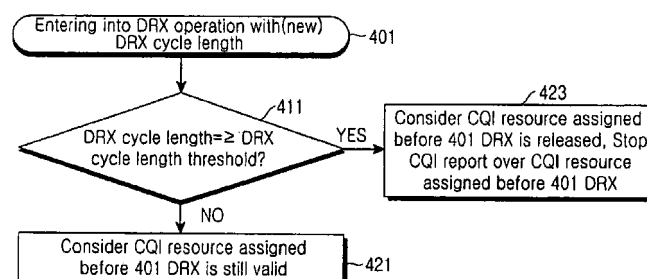 Entering into DRX operation with(new)
DRX cycle length
401
411
DRX cycle length=≥ DRX
cycle length threshold?
YES
423
Consider CQI resource assigned
before 401 DRX is released, Stop
CQI report over CQI resource
assigned before 401 DRX
NO
Consider CQI resource assigned
before 401 DRX is still valid
421